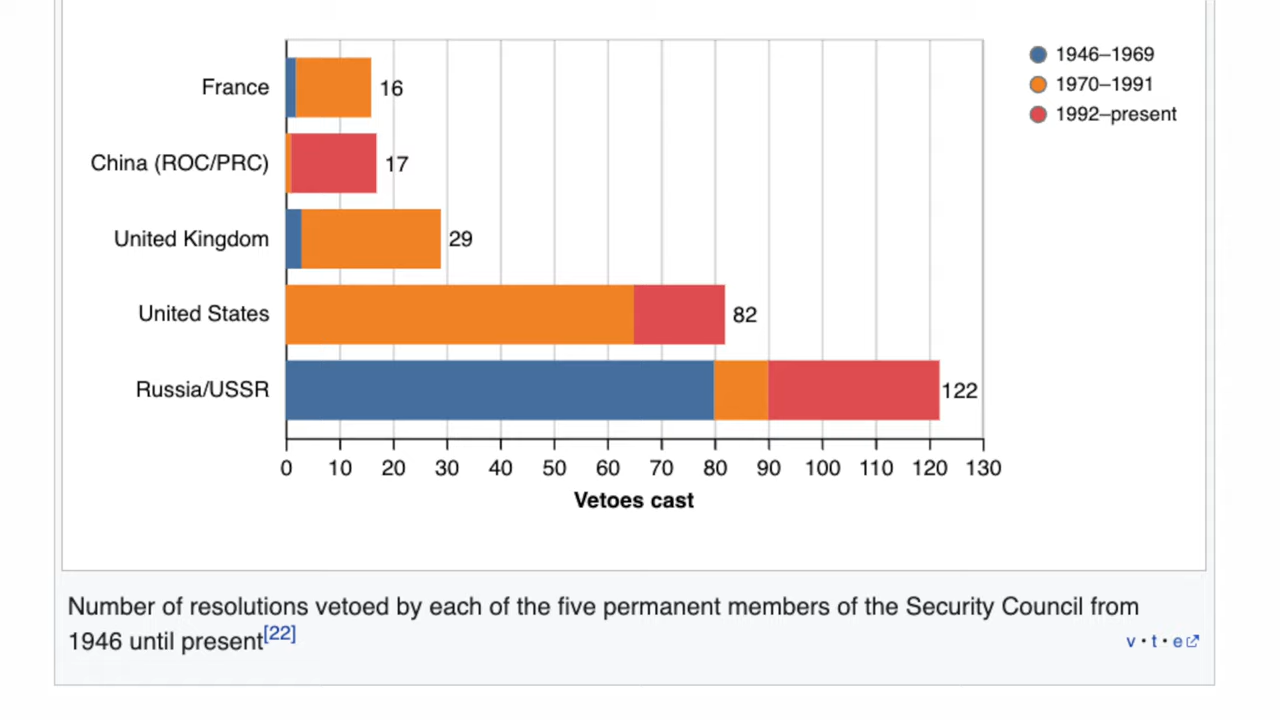 1946–1969
France 16
1970–1991
1992–present
China (ROC/PRC) 17
United Kingdom 29
United States 82
Russia/USSR 122
0 10 20 30 40 50 60 70 80 90 100 110 120 130
Vetoes cast
Number of resolutions vetoed by each of the five permanent members of the Security Council from
1946 until present[22]
v • t • e